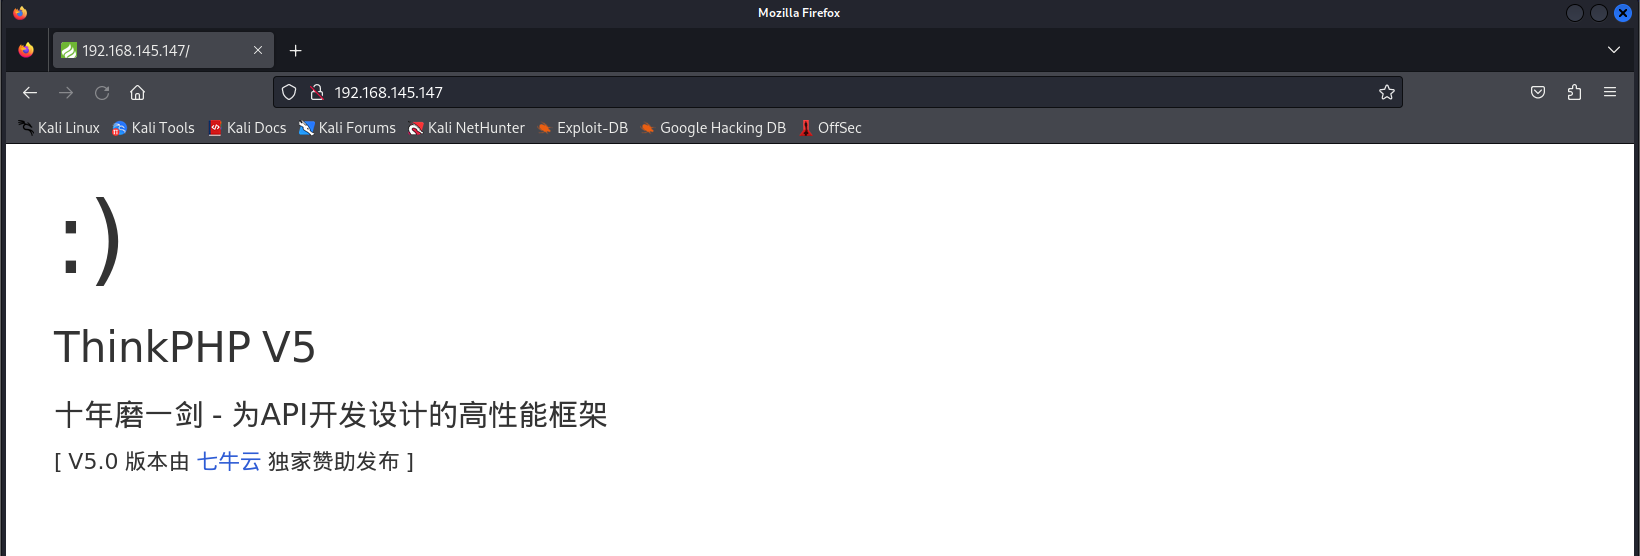 Mozilla Firefox
192.168.145.147/
192.168.145.147
Kali Linux Kali Tools Kali Docs Kali Forums Kali NetHunter Exploit-DB Google Hacking DB OffSec
:)
ThinkPHP V5
十年磨一剑 - 为API开发设计的高性能框架
[ V5.0 版本由 七牛云 独家赞助发布 ]